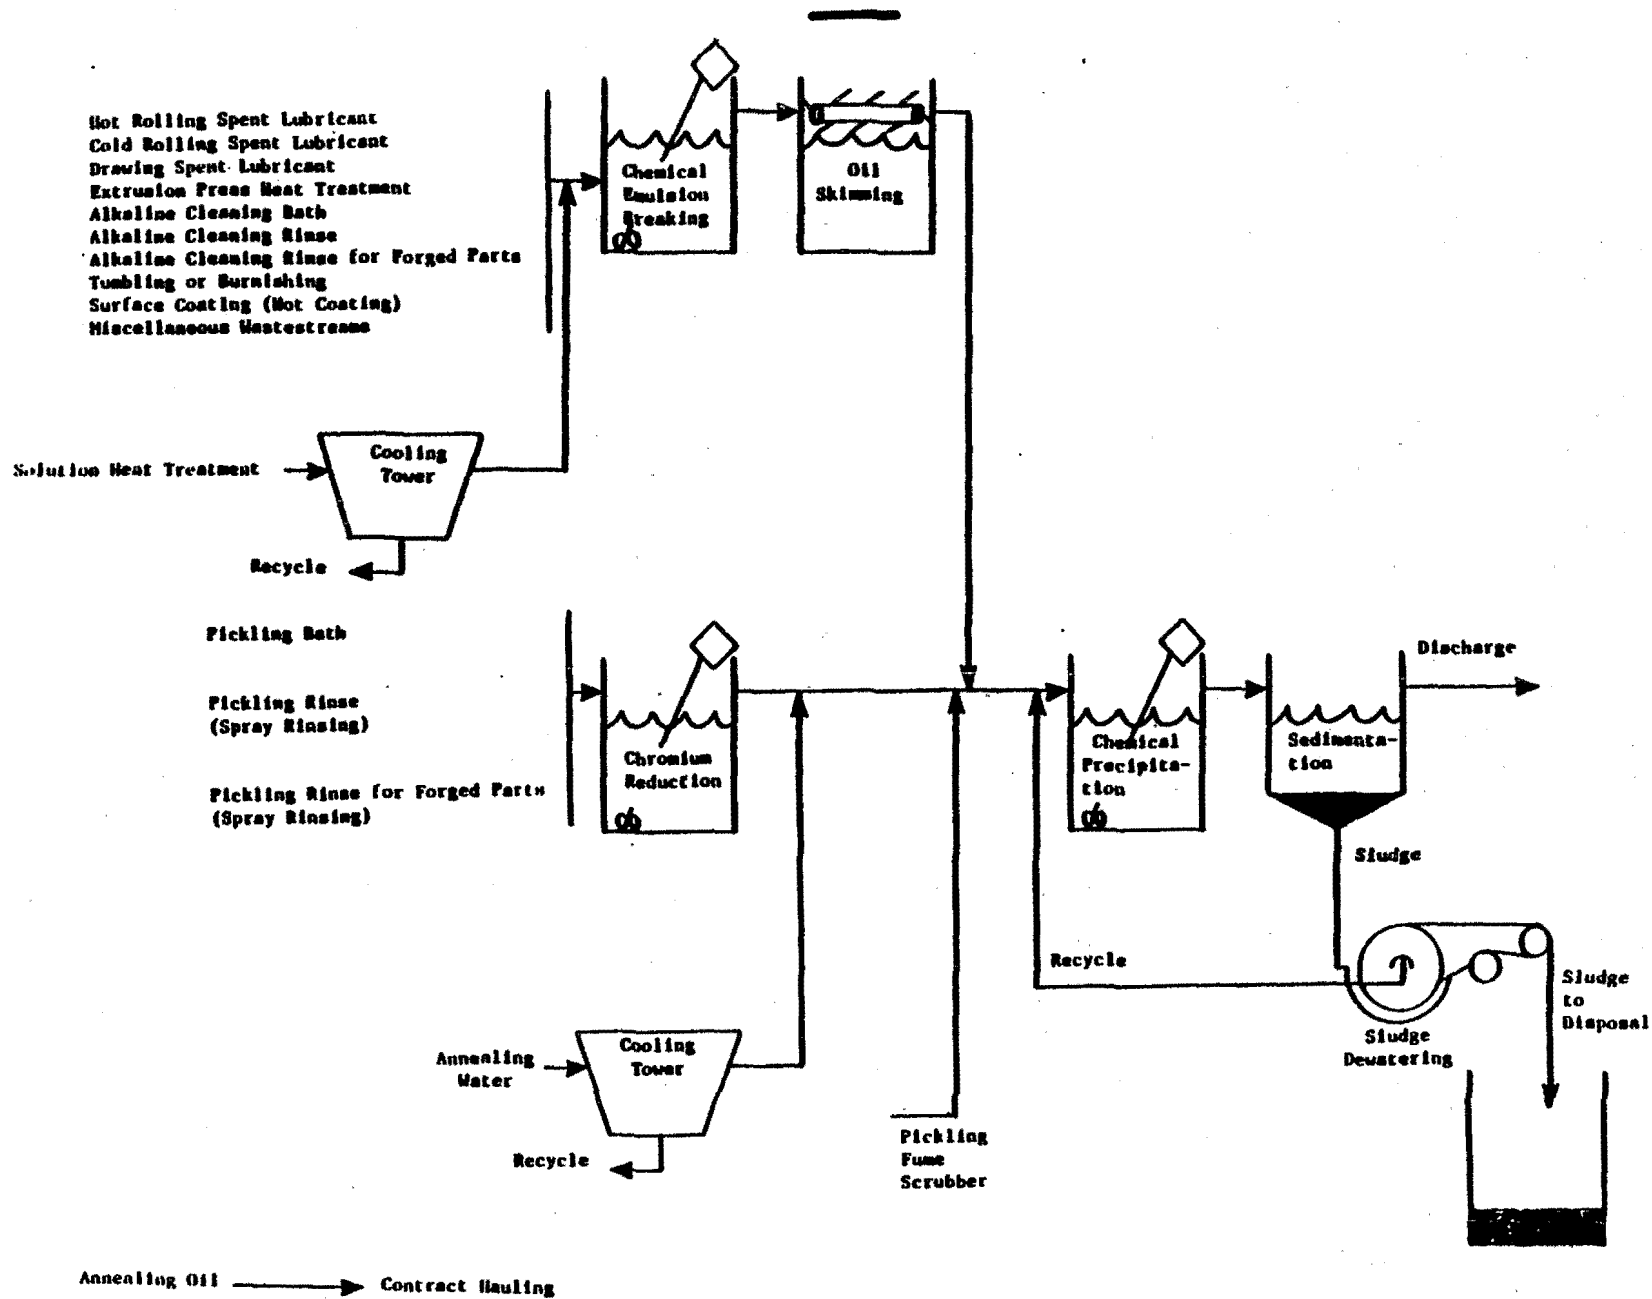 Hot Rolling Spent Lubricant
Cold Rolling Spent Lubricant
Drawing Spent Lubricant
Extrusion Press Heat Treatment
Alkaline Cleaning Bath
Alkaline Cleaning Rinse
Alkaline Cleaning Rinse for Forged Parts
Tumbling or Burnishing
Surface Coating (Hot Coating)
Miscellaneous Wastestreams
Chemical
Emulsion
Breaking
Oil
Skimming
Solution Heat Treatment
Cooling
Tower
Recycle
Pickling Bath
Pickling Rinse
(Spray Rinsing)
Pickling Rinse for Forged Parts
(Spray Rinsing)
Chromium
Reduction
Chemical
Precipita-
tion
Sedimenta-
tion
Discharge
Sludge
Recycle
Sludge
to
Disposal
Sludge
Dewatering
Annealing
Water
Cooling
Tower
Recycle
Pickling
Fume
Scrubber
Annealing Oil
Contract Hauling